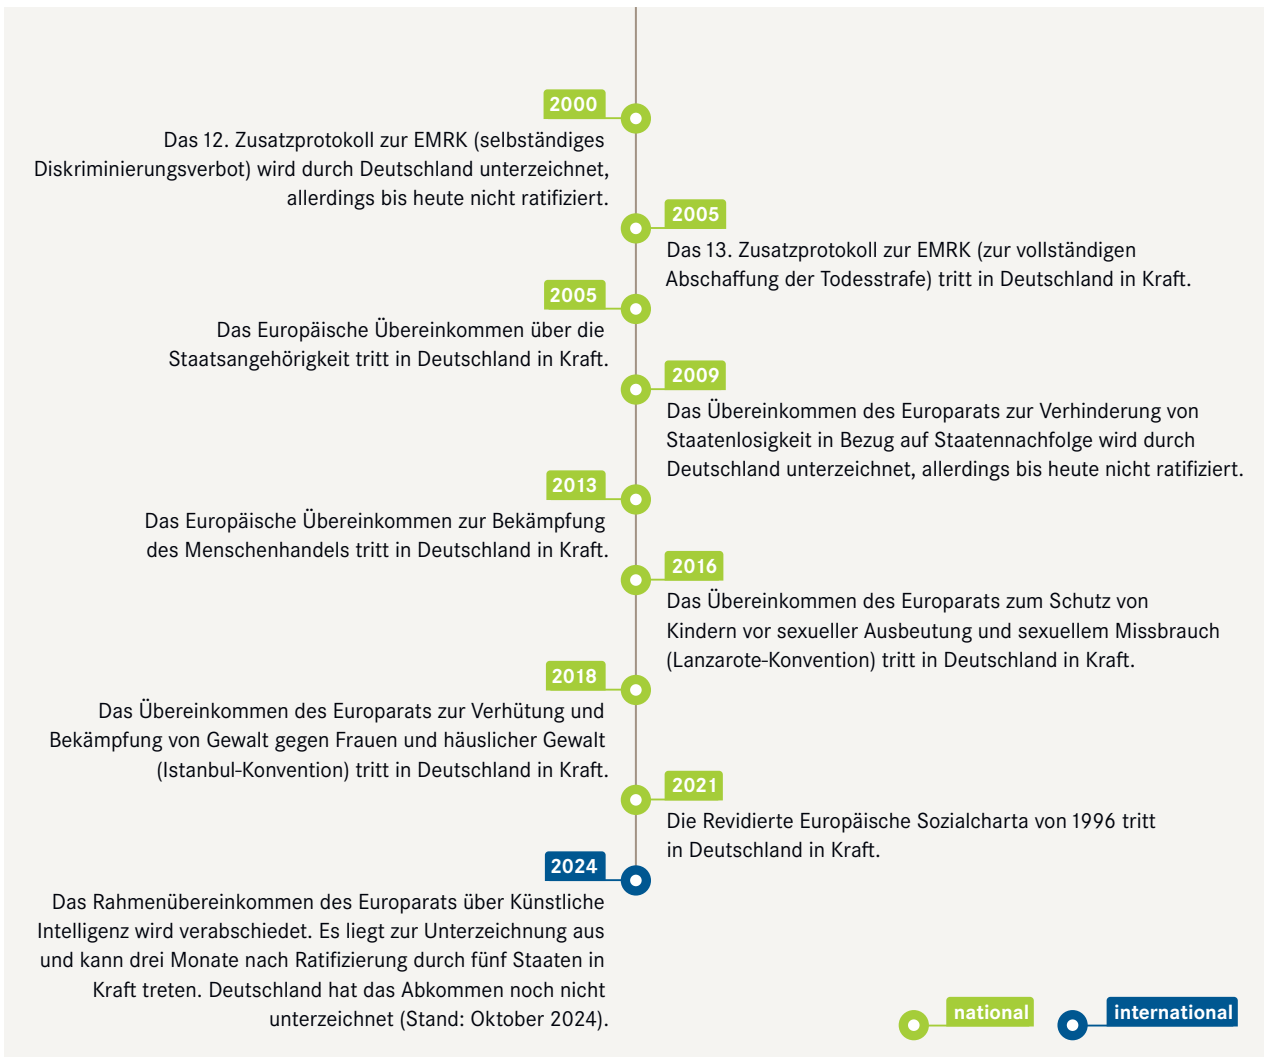 2000
Das 12. Zusatzprotokoll zur EMRK (selbständiges
Diskriminierungsverbot) wird durch Deutschland unterzeichnet,
allerdings bis heute nicht ratifiziert.
2005
Das 13. Zusatzprotokoll zur EMRK (zur vollständigen
Abschaffung der Todesstrafe) tritt in Deutschland in Kraft.
2005
Das Europäische Übereinkommen über die
Staatsangehörigkeit tritt in Deutschland in Kraft.
2009
Das Übereinkommen des Europarats zur Verhinderung von
Staatenlosigkeit in Bezug auf Staatennachfolge wird durch
Deutschland unterzeichnet, allerdings bis heute nicht ratifiziert.
2013
Das Europäische Übereinkommen zur Bekämpfung
des Menschenhandels tritt in Deutschland in Kraft.
2016
Das Übereinkommen des Europarats zum Schutz von
Kindern vor sexueller Ausbeutung und sexuellem Missbrauch
(Lanzarote-Konvention) tritt in Deutschland in Kraft.
2018
Das Übereinkommen des Europarats zur Verhütung und
Bekämpfung von Gewalt gegen Frauen und häuslicher Gewalt
(Istanbul-Konvention) tritt in Deutschland in Kraft.
2021
Die Revidierte Europäische Sozialcharta von 1996 tritt
in Deutschland in Kraft.
2024
Das Rahmenübereinkommen des Europarats über Künstliche
Intelligenz wird verabschiedet. Es liegt zur Unterzeichnung aus
und kann drei Monate nach Ratifizierung durch fünf Staaten in
Kraft treten. Deutschland hat das Abkommen noch nicht
unterzeichnet (Stand: Oktober 2024).
national
international